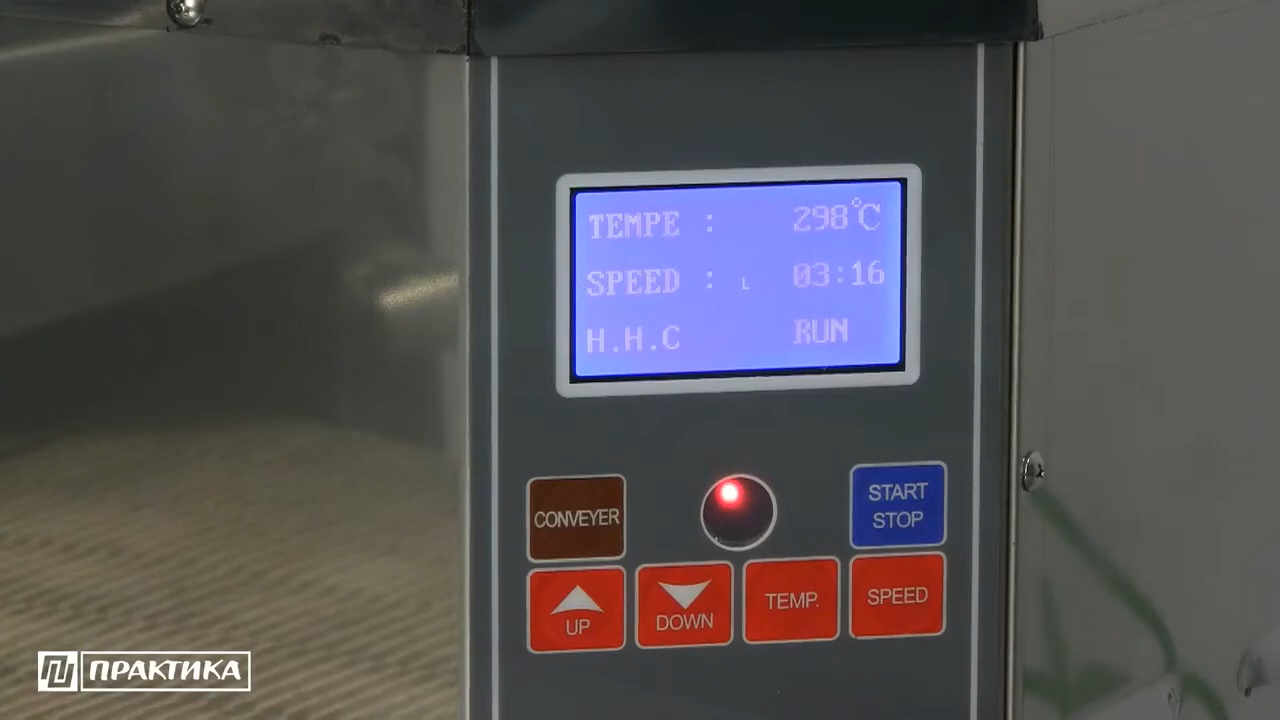 TEMPE : 298℃
SPEED : L 03:16
H.H.C RUN
CONVEYER
START
STOP
UP
DOWN
TEMP.
SPEED
ПРАКТИКА